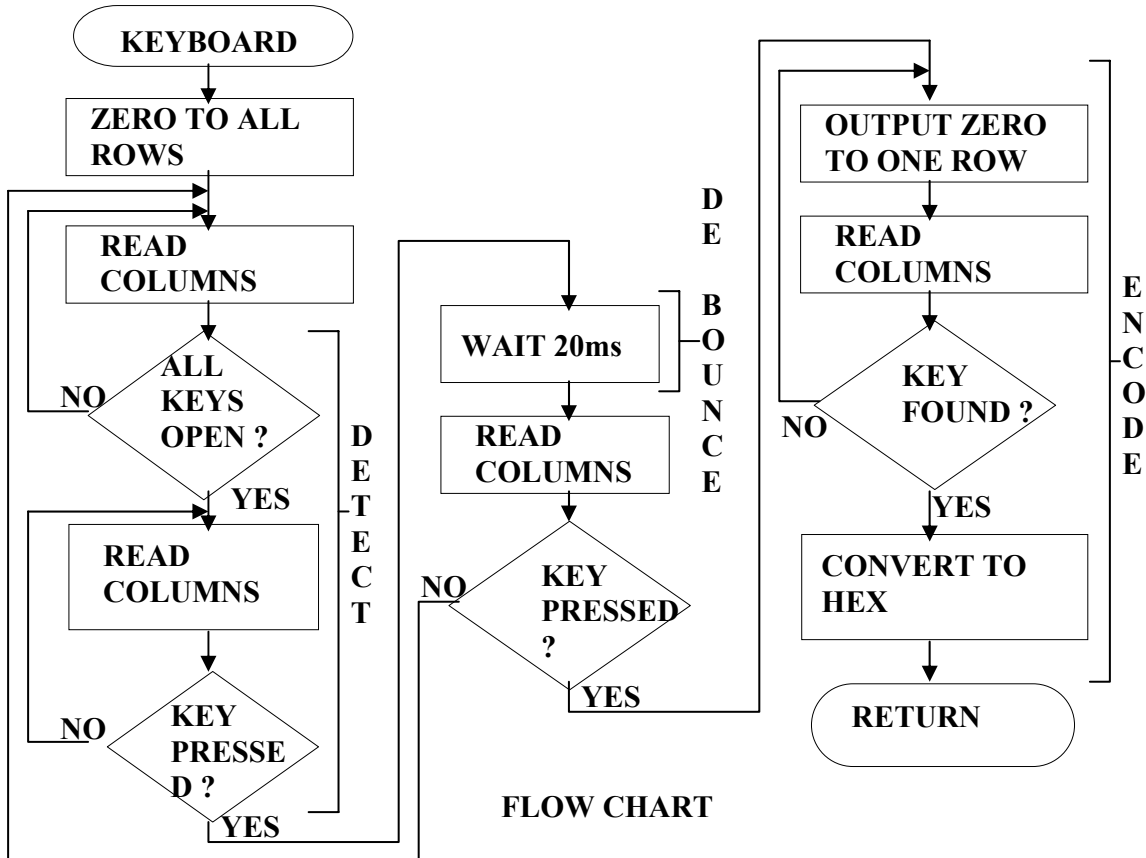 KEYBOARD
ZERO TO ALL
ROWS
READ
COLUMNS
ALL
KEYS
OPEN ?
NO
YES
READ
COLUMNS
KEY
PRESSE
D ?
NO
YES
D
E
T
E
C
T
WAIT 20ms
READ
COLUMNS
KEY
PRESSED
?
NO
YES
D
E
B
O
U
N
C
E
OUTPUT ZERO
TO ONE ROW
READ
COLUMNS
KEY
FOUND ?
NO
YES
CONVERT TO
HEX
RETURN
E
N
C
O
D
E
FLOW CHART